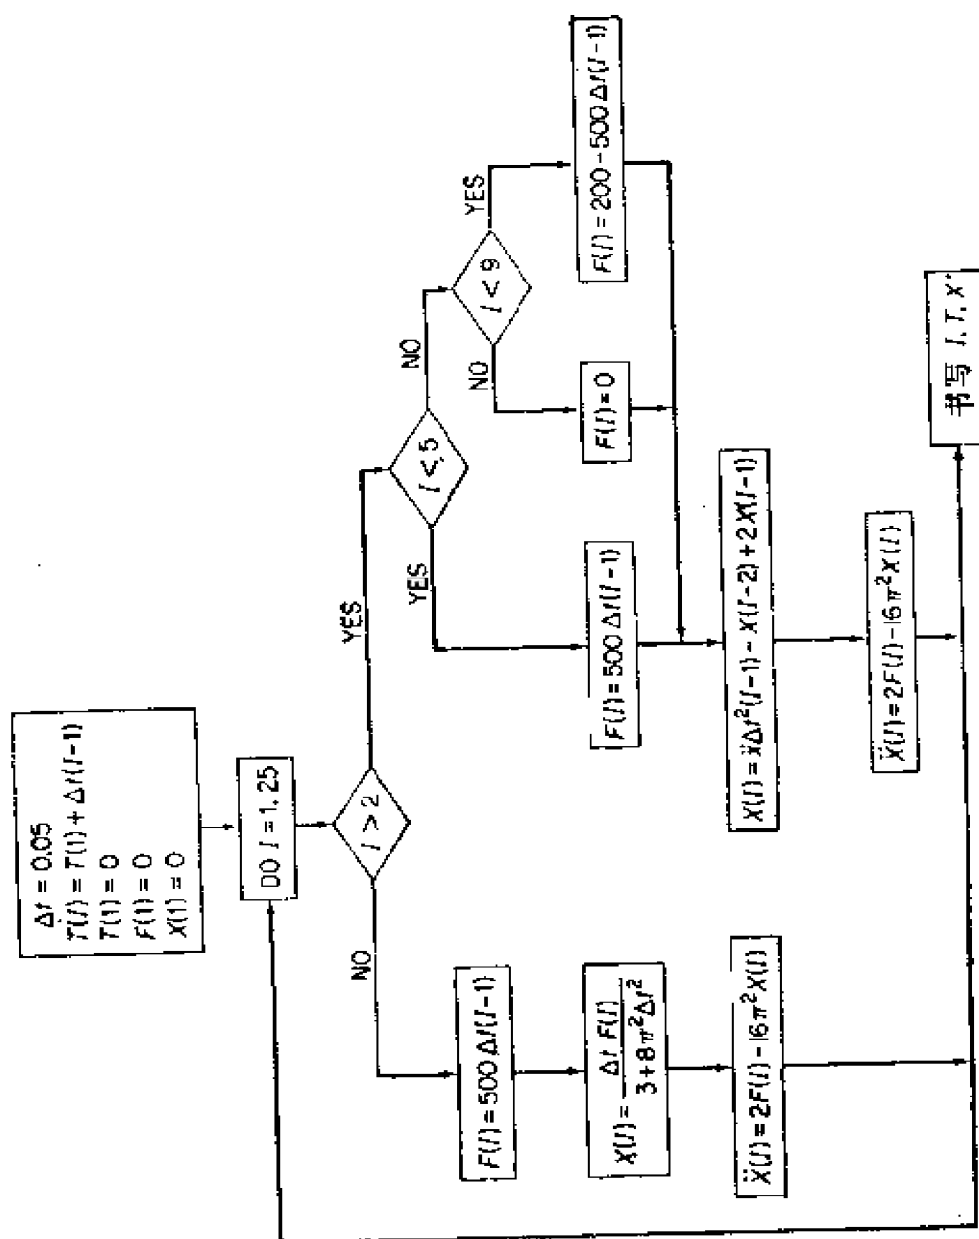 Δt = 0.05
T(I) = T(1) + Δt(I−1)
T(1) = 0
F(1) = 0
X(1) = 0
DO I = 1, 25
I > 2
NO
YES
F(I) = 500 Δt(I−1)
X(I) = Δt F(I) / 3+8π²Δt²
Ẍ(I) = 2F(I) − 16π²X(I)
I < 5
YES
NO
F(I) = 500 Δt(I−1)
I < 9
NO
YES
F(I) = 0
F(I) = 200 − 500 Δt(I−1)
X(I) = ẍΔt²(I−1) − X(I−2) + 2X(I−1)
Ẍ(I) = 2F(I) − 16π²X(I)
书写 I, T, X